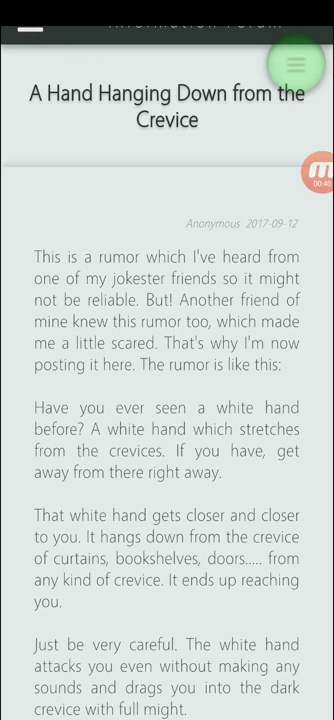 Information Forum
A Hand Hanging Down from the
Crevice
00:40
Anonymous 2017-09-12
This is a rumor which I've heard from
one of my jokester friends so it might
not be reliable. But! Another friend of
mine knew this rumor too, which made
me a little scared. That's why I'm now
posting it here. The rumor is like this:
Have you ever seen a white hand
before? A white hand which stretches
from the crevices. If you have, get
away from there right away.
That white hand gets closer and closer
to you. It hangs down from the crevice
of curtains, bookshelves, doors..... from
any kind of crevice. It ends up reaching
you.
Just be very careful. The white hand
attacks you even without making any
sounds and drags you into the dark
crevice with full might.